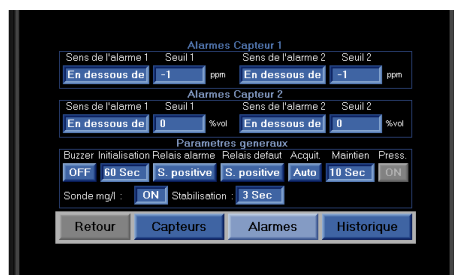 Alarmes Capteur 1
Sens de l'alarme 1 Seuil 1 Sens de l'alarme 2 Seuil 2
En dessous de -1 ppm En dessous de -1 ppm
Alarmes Capteur 2
Sens de l'alarme 1 Seuil 1 Sens de l'alarme 2 Seuil 2
En dessous de 0 %vol En dessous de 0 %vol
Parametres generaux
Buzzer Initialisation Relais alarme Relais defaut Acquit. Maintien Press.
OFF 60 Sec S. positive S. positive Auto 10 Sec ON
Sonde mg/l : ON Stabilisation : 3 Sec
Retour Capteurs Alarmes Historique